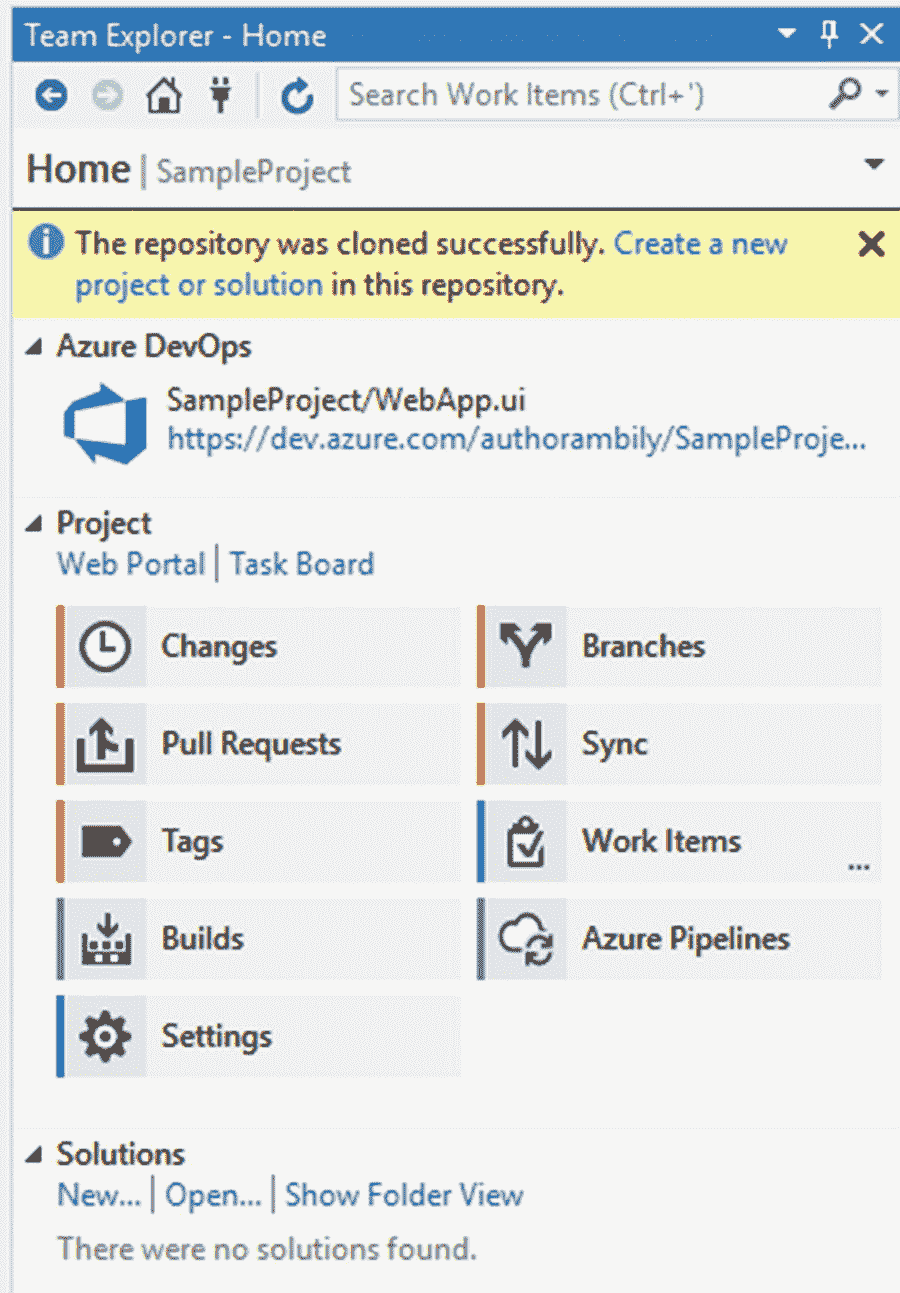 Team Explorer - Home
Search Work Items (Ctrl+')
Home | SampleProject
The repository was cloned successfully. Create a new
project or solution in this repository.
Azure DevOps
SampleProject/WebApp.ui
https://dev.azure.com/authorambily/SampleProje...
Project
Web Portal | Task Board
Changes
Branches
Pull Requests
Sync
Tags
Work Items
...
Builds
Azure Pipelines
Settings
Solutions
New... | Open... | Show Folder View
There were no solutions found.